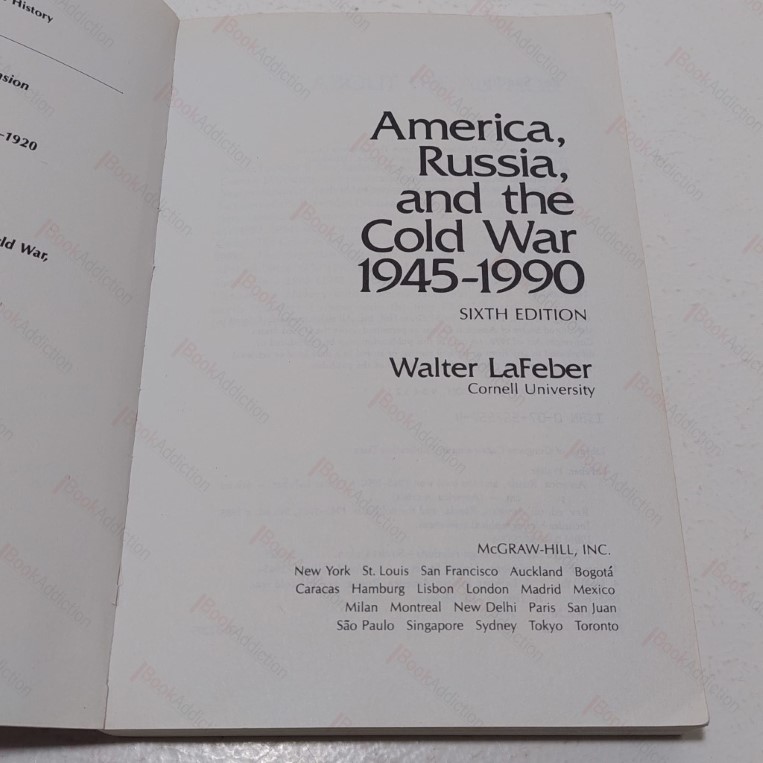 History
-1920
War,
America,
Russia,
and the
Cold War
1945-1990
SIXTH EDITION
Walter LaFeber
Cornell University
McGRAW-HILL, INC.
New York St. Louis San Francisco Auckland Bogotá
Caracas Hamburg Lisbon London Madrid Mexico
Milan Montreal New Delhi Paris San Juan
São Paulo Singapore Sydney Tokyo Toronto
iBookAddiction